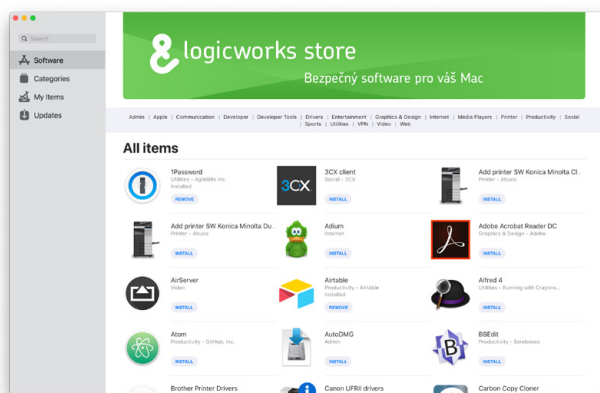 Search
Software
Categories
My Items
Updates
logicworks store
Bezpečný software pro váš Mac
Admin | Apple | Communication | Developer | Developer Tools | Drivers | Entertainment | Graphics & Design | Internet | Media Players | Printer | Productivity | Social
| Sports | Utilities | VPN | Video | Web
All items
1Password
Utilities - AgileBits Inc.
Installed
REMOVE
3CX client
Social - 3CX
3CX
INSTALL
Add printer SW Konica Minolta Cl...
Printer - Abuco
INSTALL
Add printer SW Konica Minolta Du...
Printer - Abuco
INSTALL
Adium
Internet
INSTALL
Adobe Acrobat Reader DC
Graphics & Design - Adobe
INSTALL
AirServer
Video
INSTALL
Airtable
Productivity - Airtable
Installed
REMOVE
Alfred 4
Utilities - Running with Crayons...
INSTALL
Atom
Productivity - GitHub, Inc.
INSTALL
AutoDMG
Admin
INSTALL
BBEdit
Productivity - Barebones
B
INSTALL
Brother Printer Drivers
Canon UFRII drivers
Carbon Copy Cloner